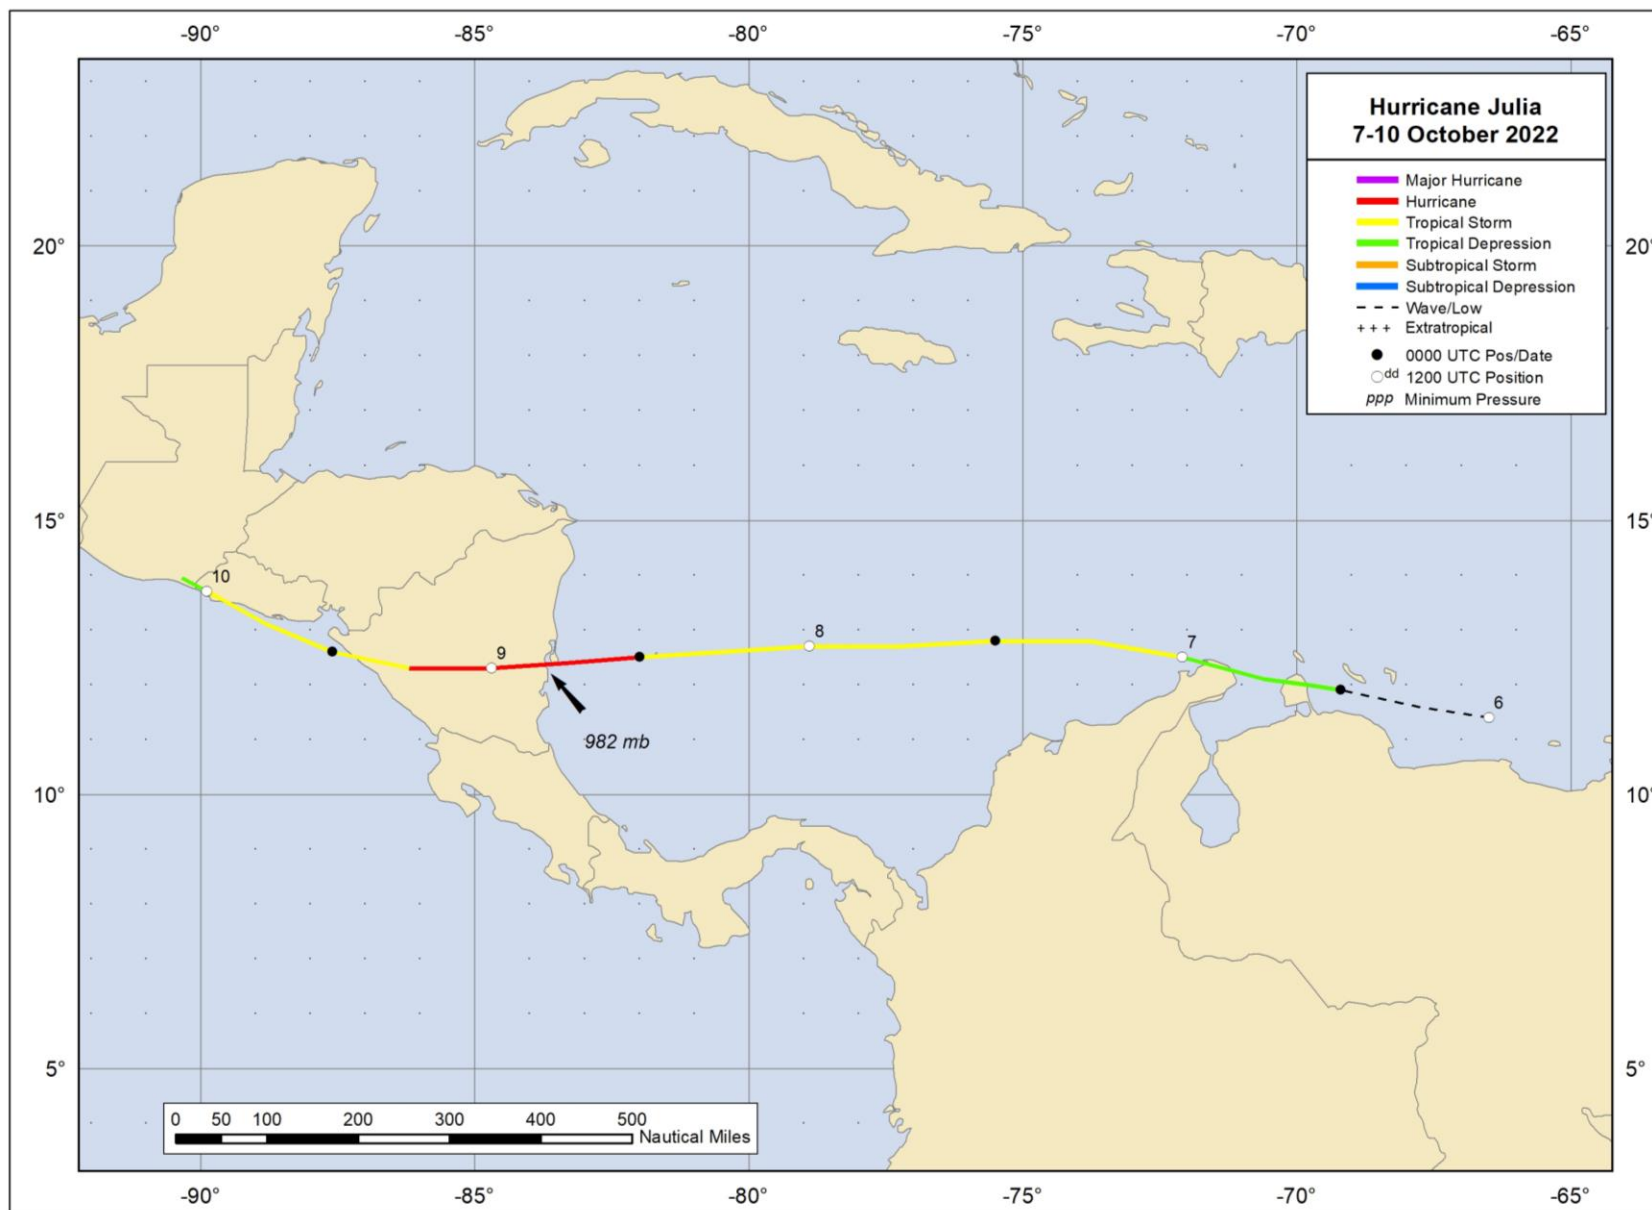 -90° -85° -80° -75° -70° -65°
Hurricane Julia
7-10 October 2022
Major Hurricane
Hurricane
Tropical Storm
Tropical Depression
Subtropical Storm
Subtropical Depression
Wave/Low
+++ Extratropical
0000 UTC Pos/Date
dd 1200 UTC Position
ppp Minimum Pressure
20° 20°
15° 15°
10
9
8
7
6
982 mb
10° 10°
5° 5°
0 50 100 200 300 400 500
Nautical Miles
-90° -85° -80° -75° -70° -65°